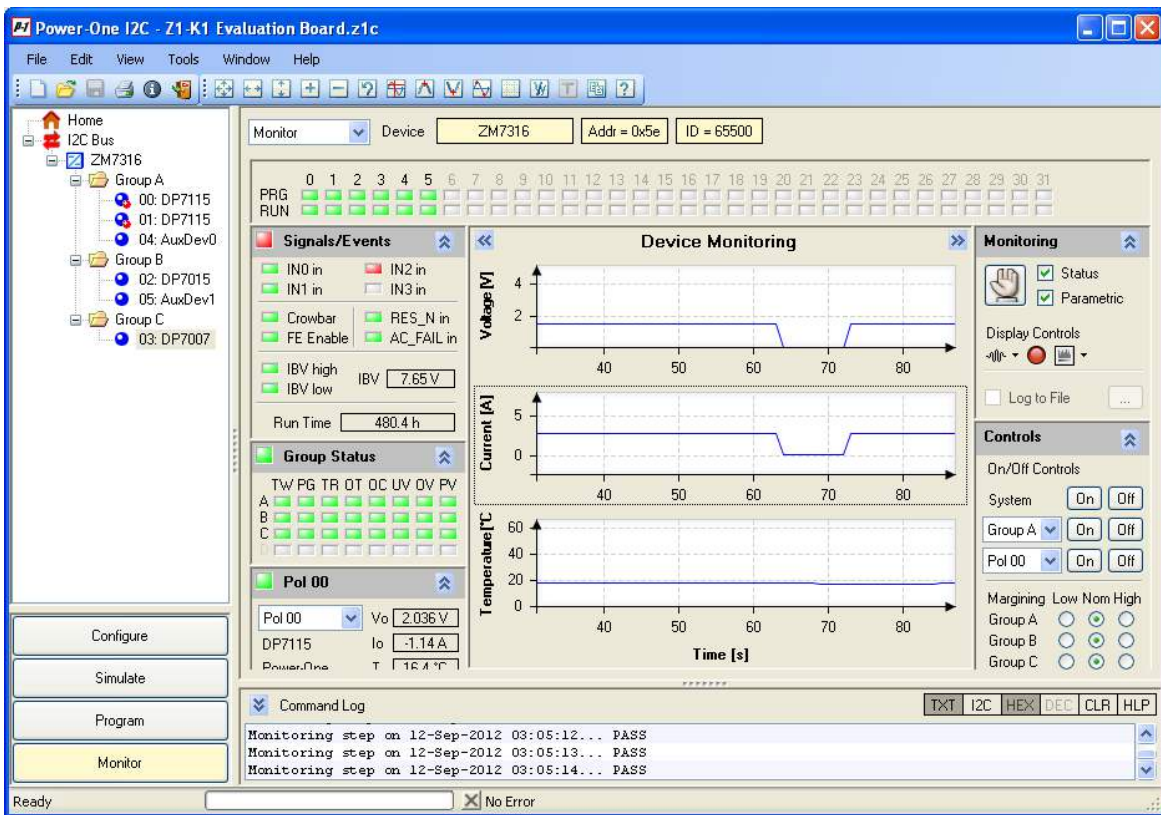 Power-One I2C - Z1-K1 Evaluation Board.z1c
File Edit View Tools Window Help
Home
I2C Bus
ZM7316
Group A
00: DP7115
01: DP7115
04: AuxDev0
Group B
02: DP7015
05: AuxDev1
Group C
03: DP7007
Configure
Simulate
Program
Monitor
Monitor Device ZM7316 Addr = 0x5e ID = 65500
0 1 2 3 4 5 6 7 8 9 10 11 12 13 14 15 16 17 18 19 20 21 22 23 24 25 26 27 28 29 30 31
PRG
RUN
Signals/Events
IN0 in IN2 in
IN1 in IN3 in
Crowbar RES_N in
FE Enable AC_FAIL in
IBV high
IBV low
IBV 7.65 V
Run Time 480.4 h
Group Status
TW PG TR OT OC UV OV PV
A
B
C
D
Pol 00
Pol 00 Vo 2.036 V
DP7115 Io -1.14 A
Power-One T 16.4 °C
Device Monitoring
Voltage [V]
4
2
40 50 60 70 80
Current [A]
5
0
40 50 60 70 80
Temperature [°C
60
40
20
0
40 50 60 70 80
Time [s]
Monitoring
Status
Parametric
Display Controls
Log to File ...
Controls
On/Off Controls
System On Off
Group A On Off
Pol 00 On Off
Margining Low Nom High
Group A
Group B
Group C
Command Log TXT I2C HEX DEC CLR HLP
Monitoring step on 12-Sep-2012 03:05:12... PASS
Monitoring step on 12-Sep-2012 03:05:13... PASS
Monitoring step on 12-Sep-2012 03:05:14... PASS
Ready No Error